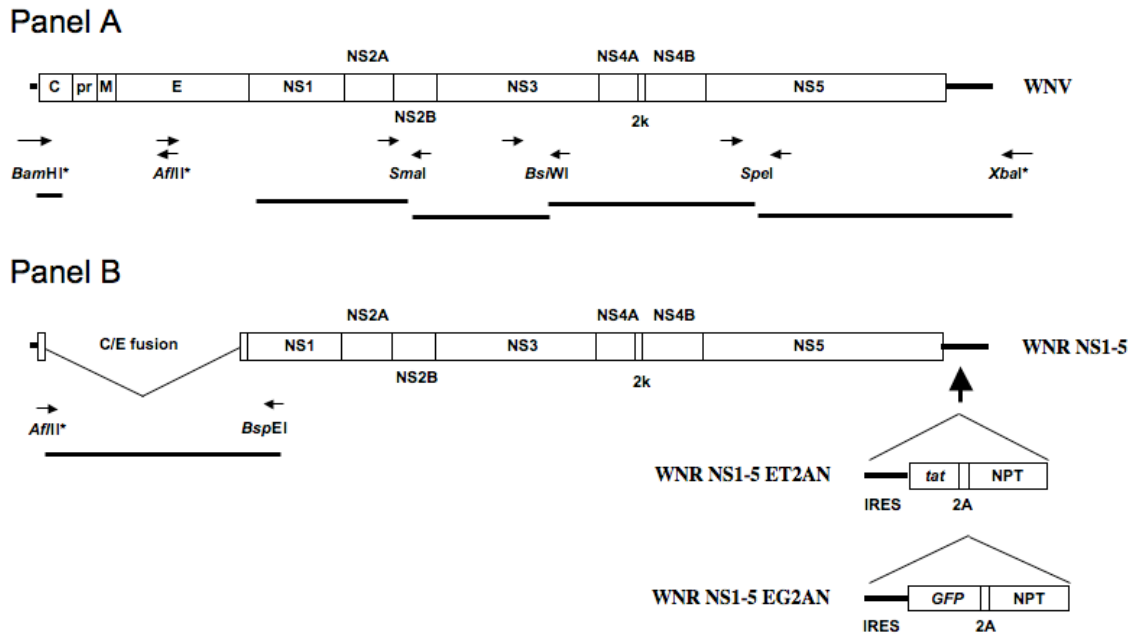 Panel A
NS2A NS4A NS4B
C pr M E NS1 NS3 NS5 WNV
NS2B 2k
BamHI* AflII* SmaI BsiWI SpeI XbaI*
Panel B
NS2A NS4A NS4B
C/E fusion NS1 NS3 NS5 WNR NS1-5
NS2B 2k
AflII* BspEI
WNR NS1-5 ET2AN tat NPT
IRES 2A
WNR NS1-5 EG2AN GFP NPT
IRES 2A